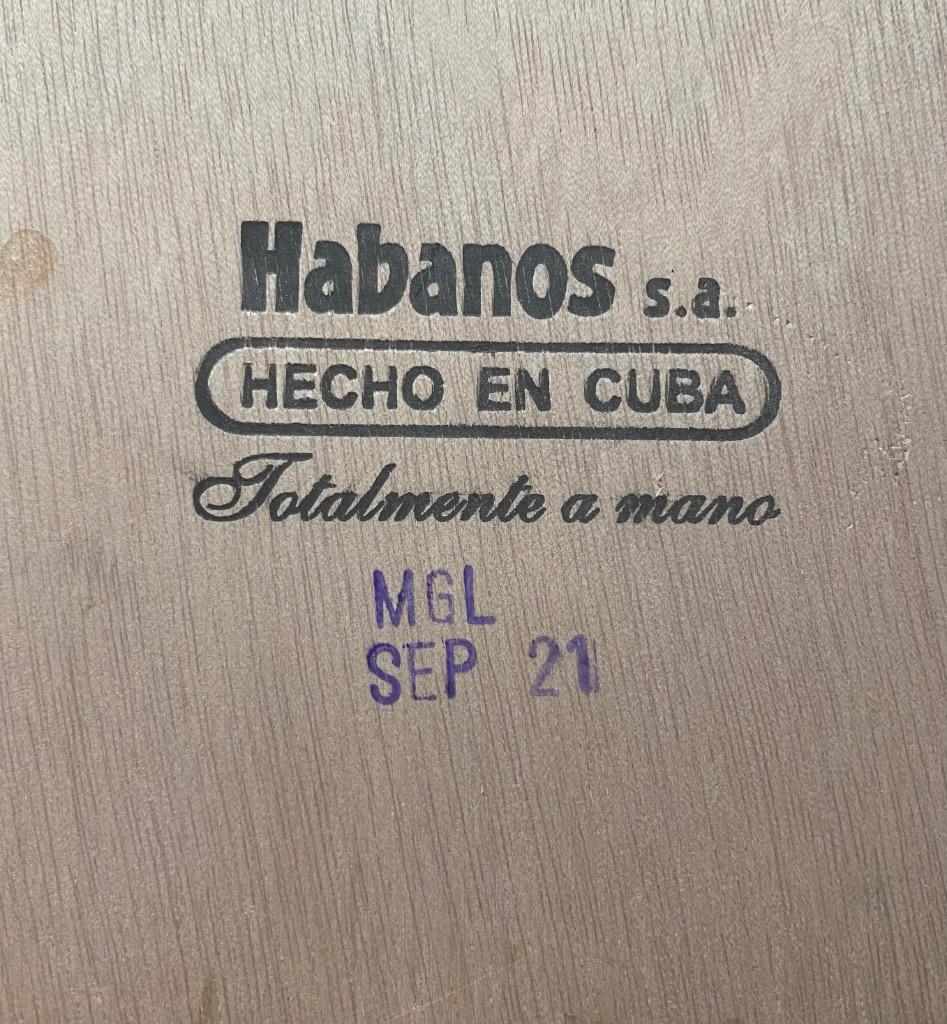 Habanos s.a.
HECHO EN CUBA
Totalmente a mano
MGL
SEP 21